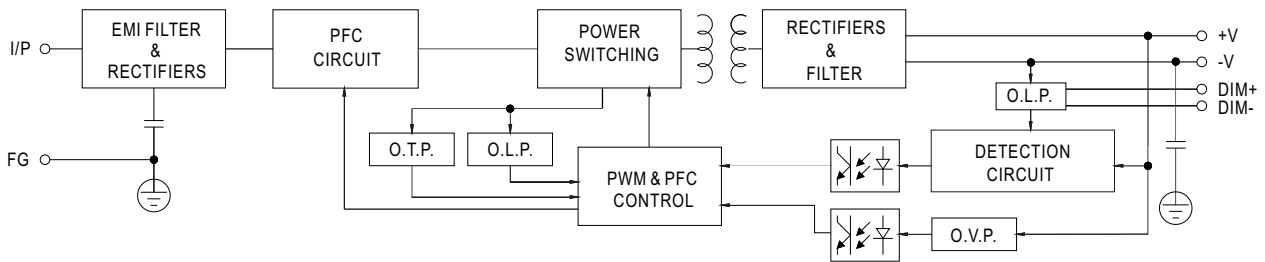 I/P
EMI FILTER
&
RECTIFIERS
PFC
CIRCUIT
POWER
SWITCHING
RECTIFIERS
&
FILTER
+V
-V
O.L.P.
DIM+
DIM-
FG
O.T.P.
O.L.P.
PWM & PFC
CONTROL
DETECTION
CIRCUIT
O.V.P.